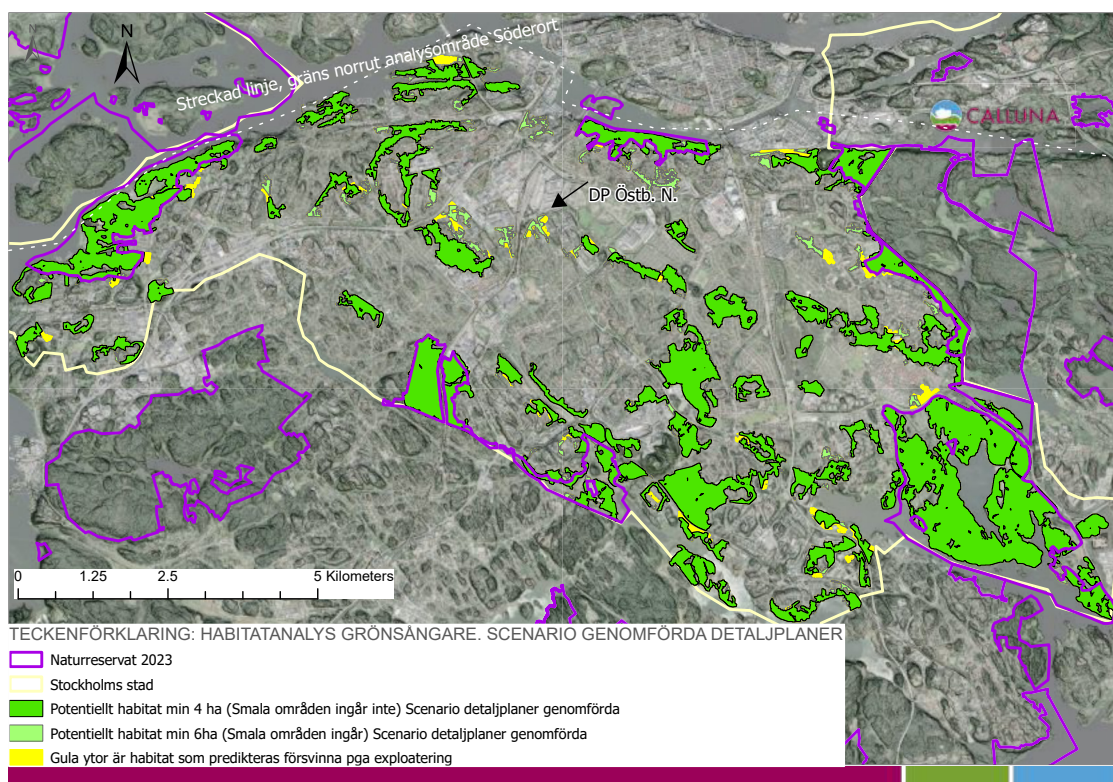 N
N
Streckad linje, gräns norrut analysområde Söderort
CALLUNA
DP Östb. N.
0 1.25 2.5 5 Kilometers
TECKENFÖRKLARING: HABITATANALYS GRÖNSÅNGARE. SCENARIO GENOMFÖRDA DETALJPLANER
Naturreservat 2023
Stockholms stad
Potentiellt habitat min 4 ha (Smala områden ingår inte) Scenario detaljplaner genomförda
Potentiellt habitat min 6ha (Smala områden ingår) Scenario detaljplaner genomförda
Gula ytor är habitat som predikteras försvinna pga exploatering